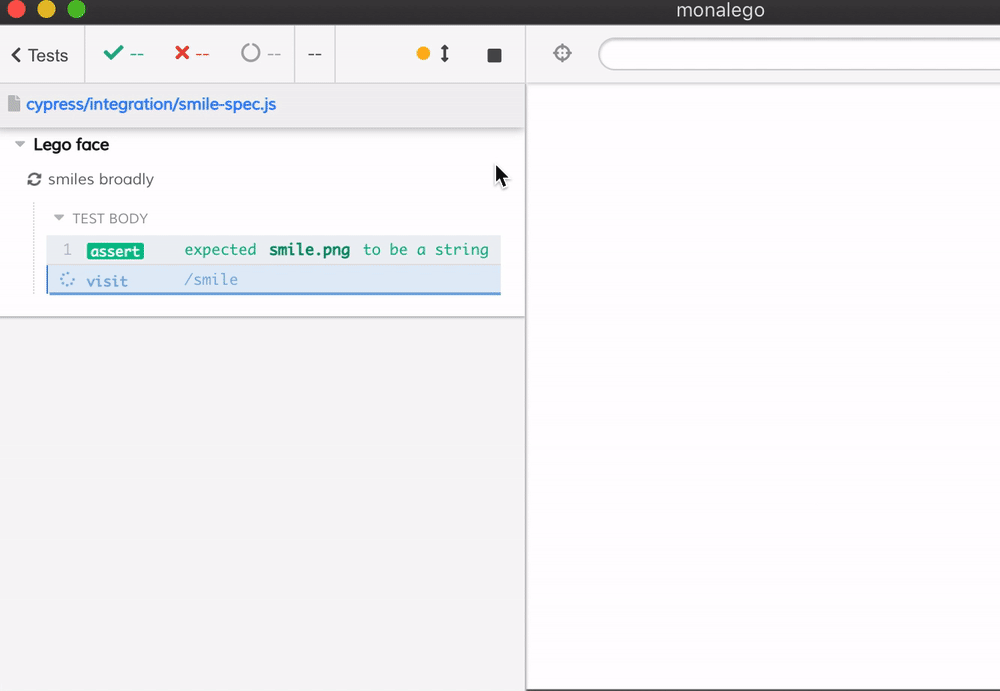 monalego
Tests -- -- -- --
cypress/integration/smile-spec.js
Lego face
smiles broadly
TEST BODY
1 assert expected smile.png to be a string
visit /smile